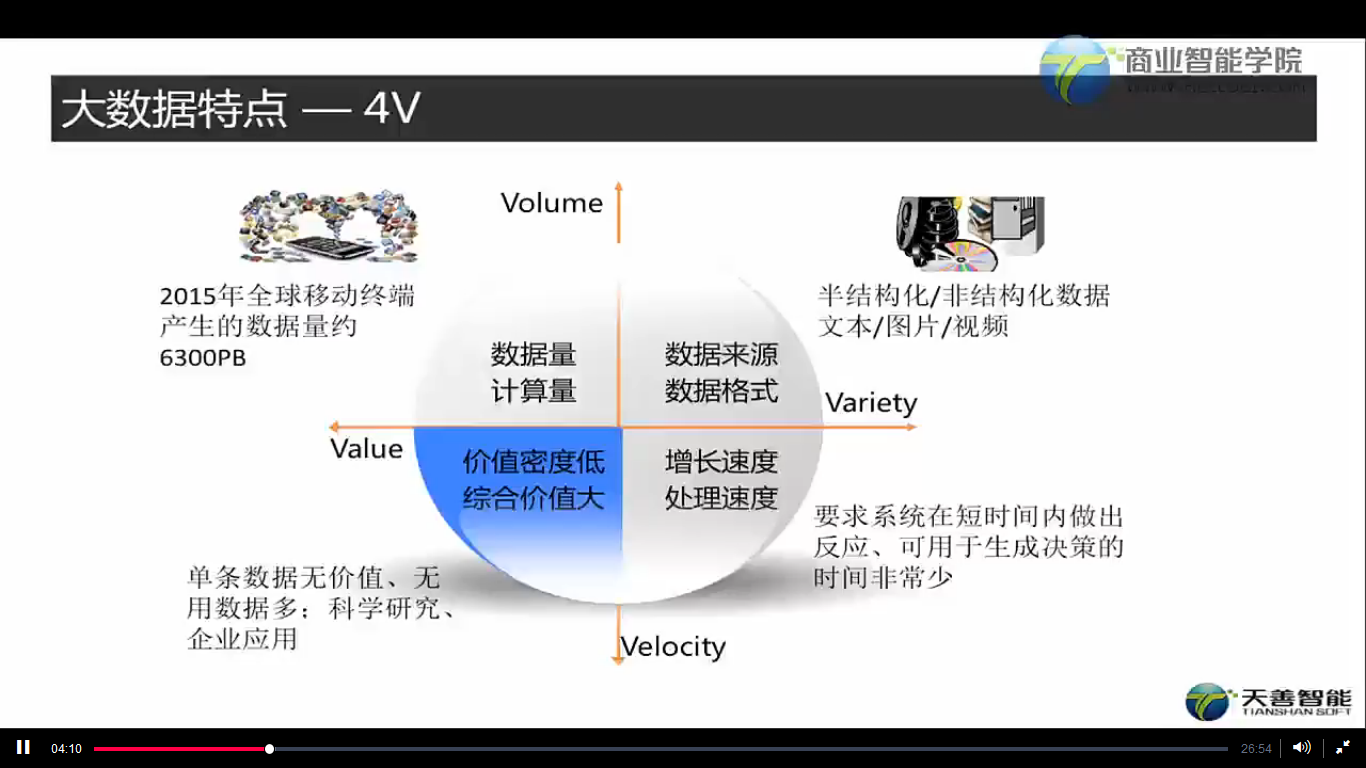 商业智能学院
大数据特点 — 4V
Volume
2015年全球移动终端
产生的数据量约
6300PB
半结构化/非结构化数据
文本/图片/视频
数据量
计算量
数据来源
数据格式
Variety
Value
价值密度低
综合价值大
增长速度
处理速度
要求系统在短时间内做出
反应、可用于生成决策的
时间非常少
单条数据无价值、无
用数据多；科学研究、
企业应用
Velocity
天善智能
TIANSHAN SOFT
04:10
26:54